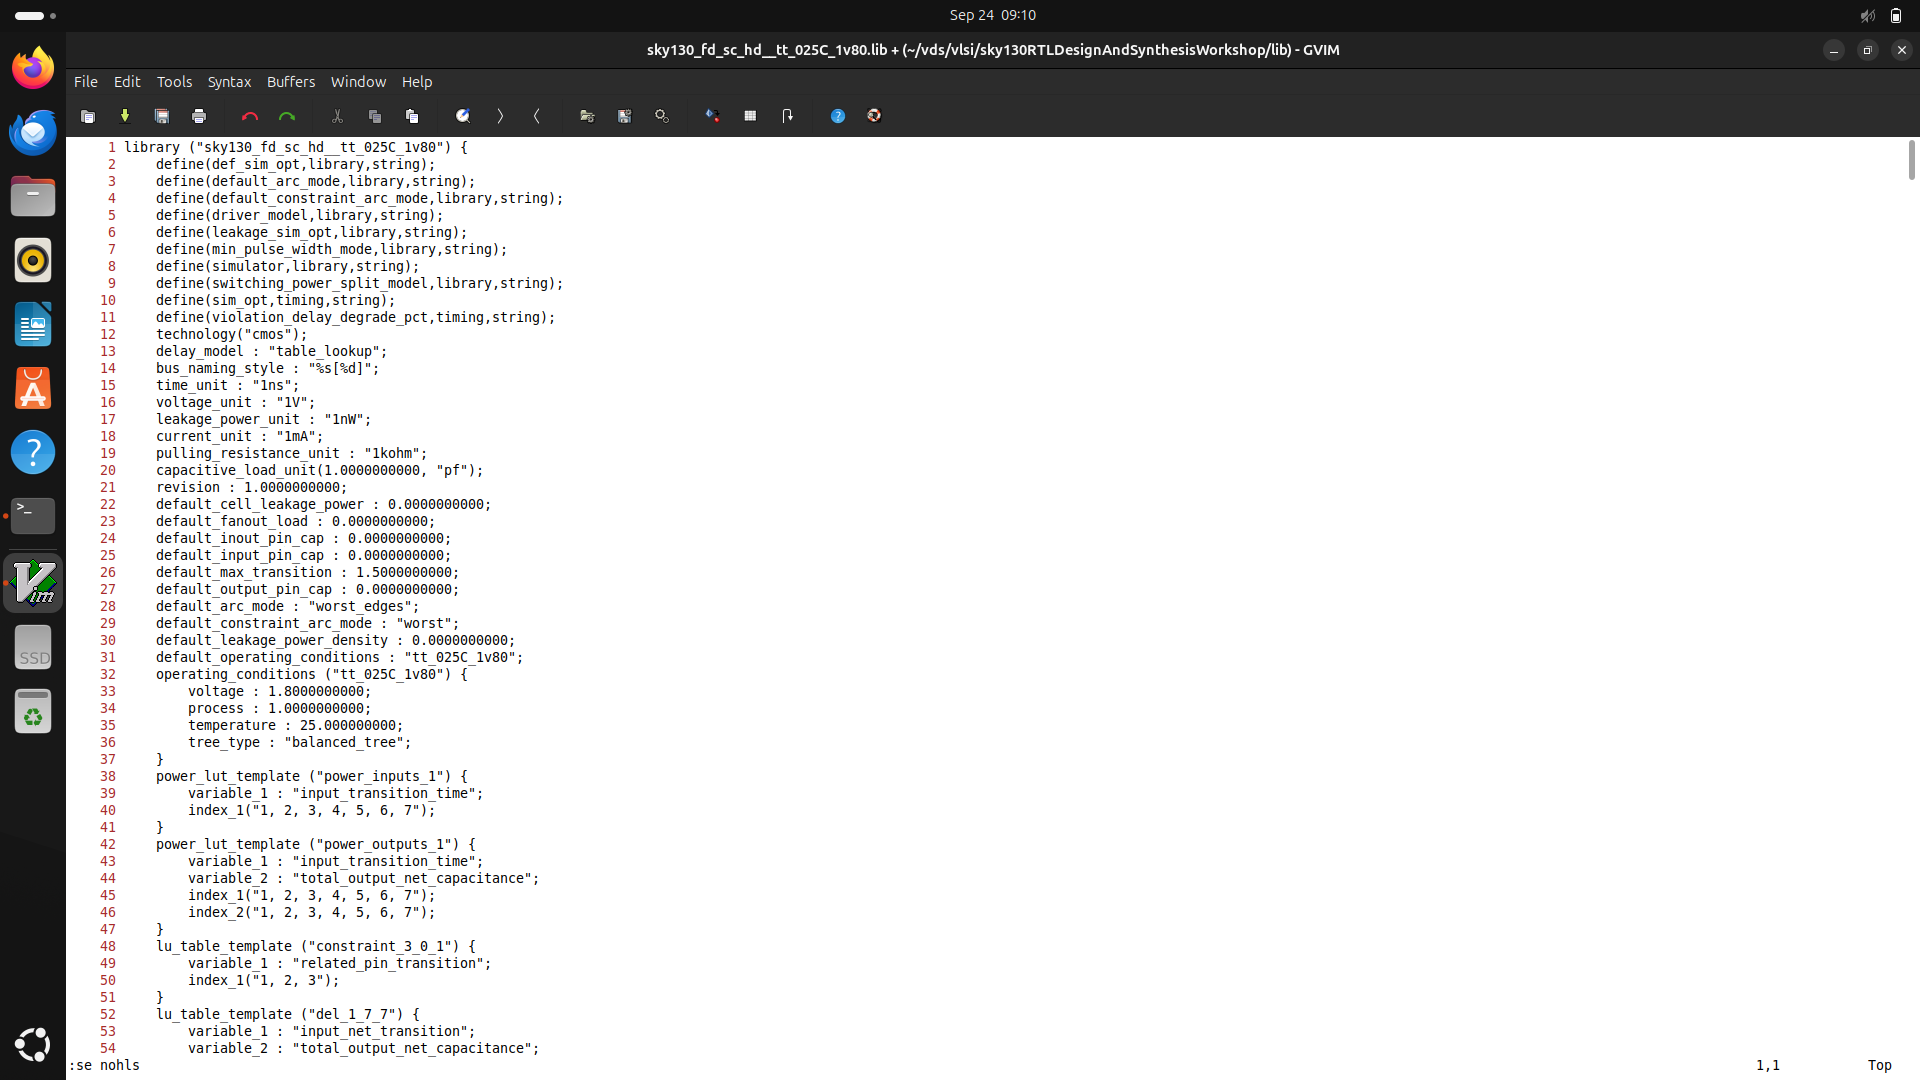 Sep 24 09:10
sky130_fd_sc_hd__tt_025C_1v80.lib + (~/vds/vlsi/sky130RTLDesignAndSynthesisWorkshop/lib) - GVIM
File Edit Tools Syntax Buffers Window Help
1 library ("sky130_fd_sc_hd__tt_025C_1v80") {
2 define(def_sim_opt,library,string);
3 define(default_arc_mode,library,string);
4 define(default_constraint_arc_mode,library,string);
5 define(driver_model,library,string);
6 define(leakage_sim_opt,library,string);
7 define(min_pulse_width_mode,library,string);
8 define(simulator,library,string);
9 define(switching_power_split_model,library,string);
10 define(sim_opt,timing,string);
11 define(violation_delay_degrade_pct,timing,string);
12 technology("cmos");
13 delay_model : "table_lookup";
14 bus_naming_style : "%s[%d]";
15 time_unit : "1ns";
16 voltage_unit : "1V";
17 leakage_power_unit : "1nW";
18 current_unit : "1mA";
19 pulling_resistance_unit : "1kohm";
20 capacitive_load_unit(1.0000000000, "pf");
21 revision : 1.0000000000;
22 default_cell_leakage_power : 0.0000000000;
23 default_fanout_load : 0.0000000000;
24 default_inout_pin_cap : 0.0000000000;
25 default_input_pin_cap : 0.0000000000;
26 default_max_transition : 1.5000000000;
27 default_output_pin_cap : 0.0000000000;
28 default_arc_mode : "worst_edges";
29 default_constraint_arc_mode : "worst";
30 default_leakage_power_density : 0.0000000000;
31 default_operating_conditions : "tt_025C_1v80";
32 operating_conditions ("tt_025C_1v80") {
33 voltage : 1.8000000000;
34 process : 1.0000000000;
35 temperature : 25.000000000;
36 tree_type : "balanced_tree";
37 }
38 power_lut_template ("power_inputs_1") {
39 variable_1 : "input_transition_time";
40 index_1("1, 2, 3, 4, 5, 6, 7");
41 }
42 power_lut_template ("power_outputs_1") {
43 variable_1 : "input_transition_time";
44 variable_2 : "total_output_net_capacitance";
45 index_1("1, 2, 3, 4, 5, 6, 7");
46 index_2("1, 2, 3, 4, 5, 6, 7");
47 }
48 lu_table_template ("constraint_3_0_1") {
49 variable_1 : "related_pin_transition";
50 index_1("1, 2, 3");
51 }
52 lu_table_template ("del_1_7_7") {
53 variable_1 : "input_net_transition";
54 variable_2 : "total_output_net_capacitance";
:se nohls 1,1 Top
>_
Vim
SSD